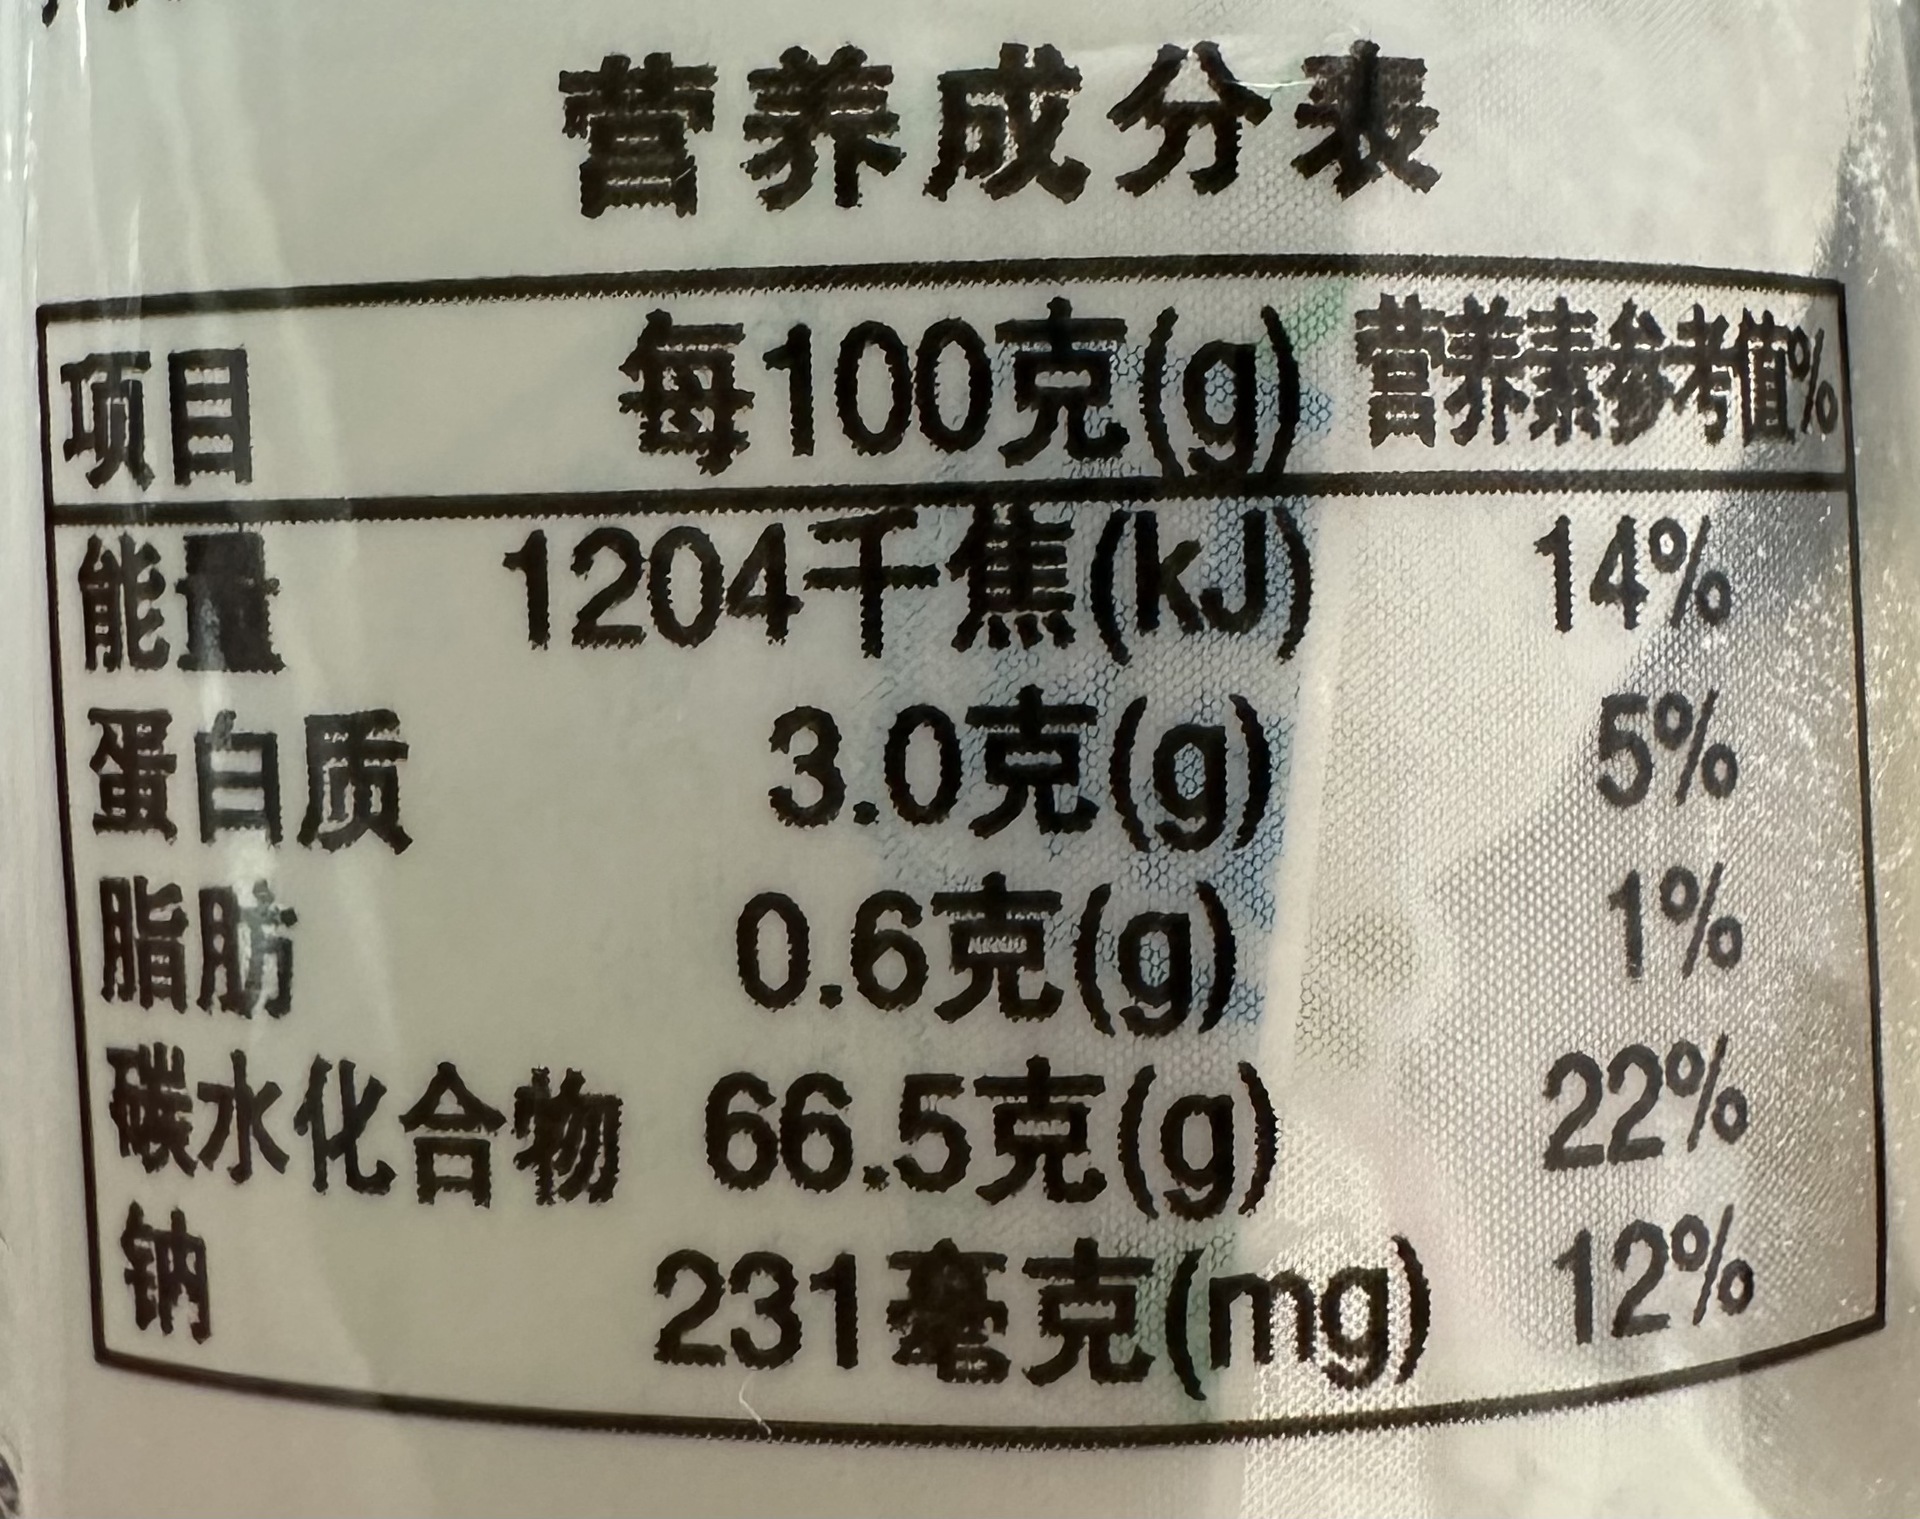 营养成分表
项目 每100克(g) 营养素参考值%
能量 1204千焦(kJ) 14%
蛋白质 3.0克(g) 5%
脂肪 0.6克(g) 1%
碳水化合物 66.5克(g) 22%
钠 231毫克(mg) 12%